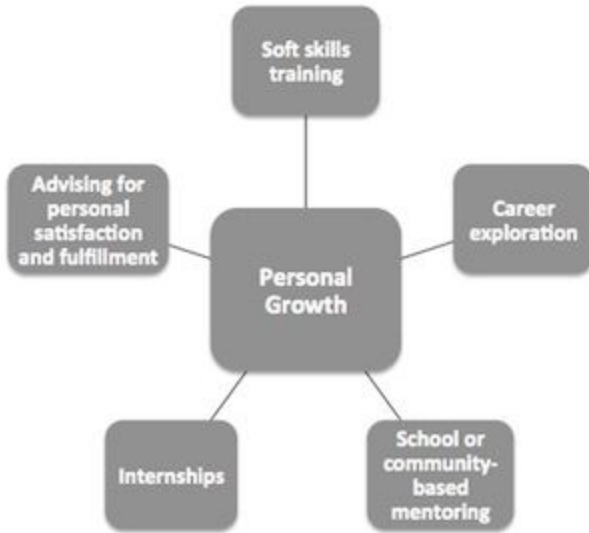 Soft skills
training
Advising for
personal
satisfaction
and fulfillment
Career
exploration
Personal
Growth
Internships
School or
community-
based
mentoring